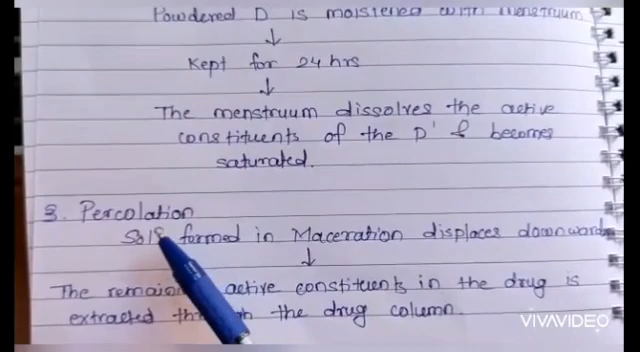 Powdered D is moistened with menstruum
↓
Kept for 24 hrs
↓
The menstruum dissolves the active
constituents of the D' & becomes
saturated.
3. Percolation
formed in Maceration displaces downwards
↓
The active constituents in the drug is
extracted the drug column.
VIVAVIDEO